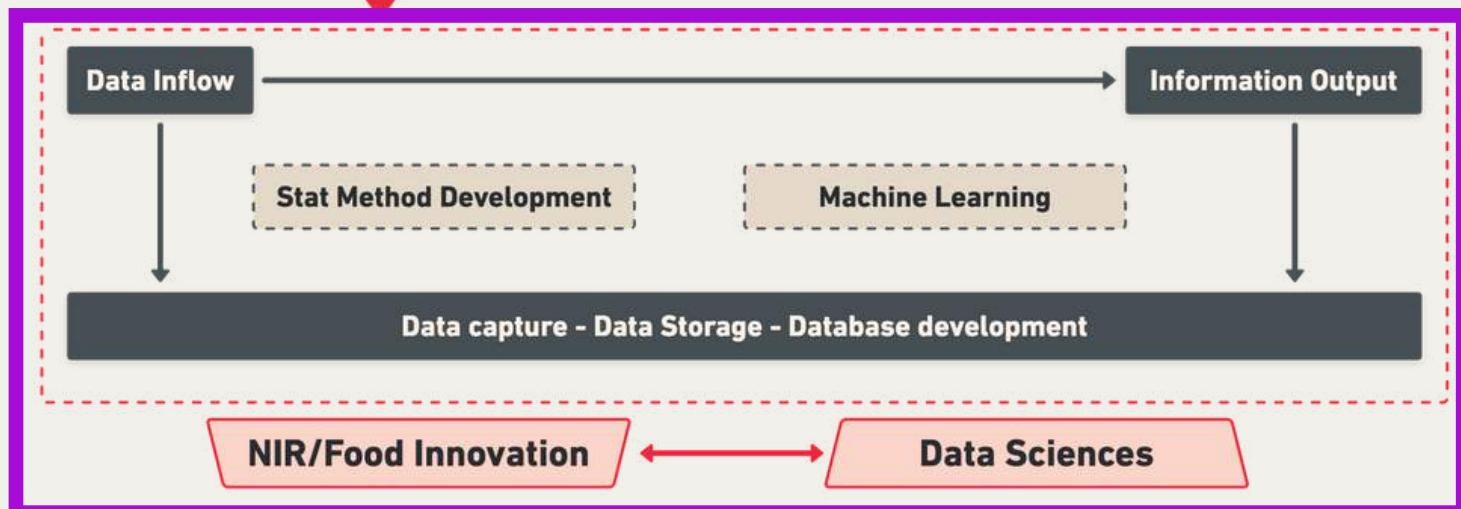 Data Inflow
Information Output
Stat Method Development
Machine Learning
Data capture - Data Storage - Database development
NIR/Food Innovation
Data Sciences